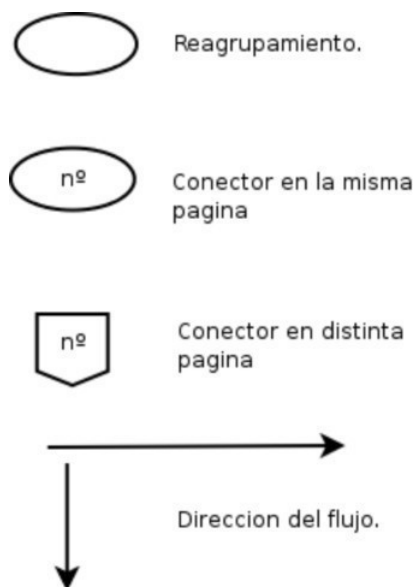 Reagrupamiento.
nº
Conector en la misma
pagina
nº
Conector en distinta
pagina
Direccion del flujo.